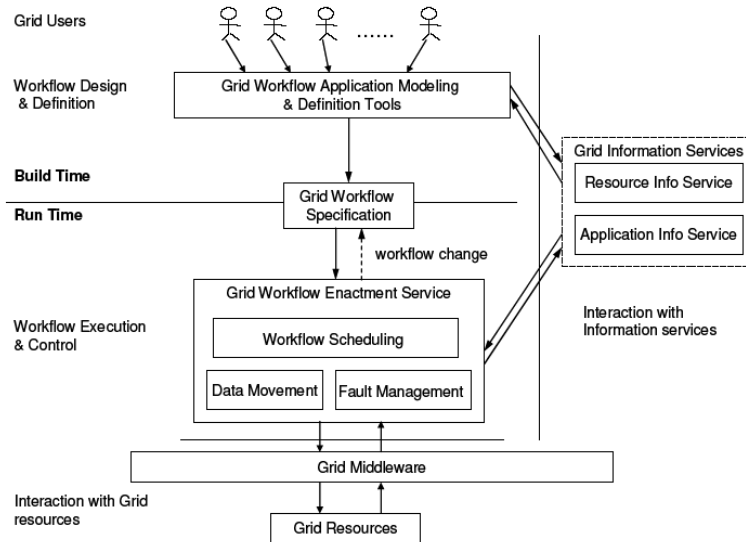 Grid Users
......
Workflow Design
& Definition
Grid Workflow Application Modeling
& Definition Tools
Grid Information Services
Resource Info Service
Application Info Service
Build Time
Run Time
Grid Workflow
Specification
workflow change
Grid Workflow Enactment Service
Workflow Scheduling
Data Movement
Fault Management
Workflow Execution
& Control
Interaction with
Information services
Grid Middleware
Interaction with Grid
resources
Grid Resources